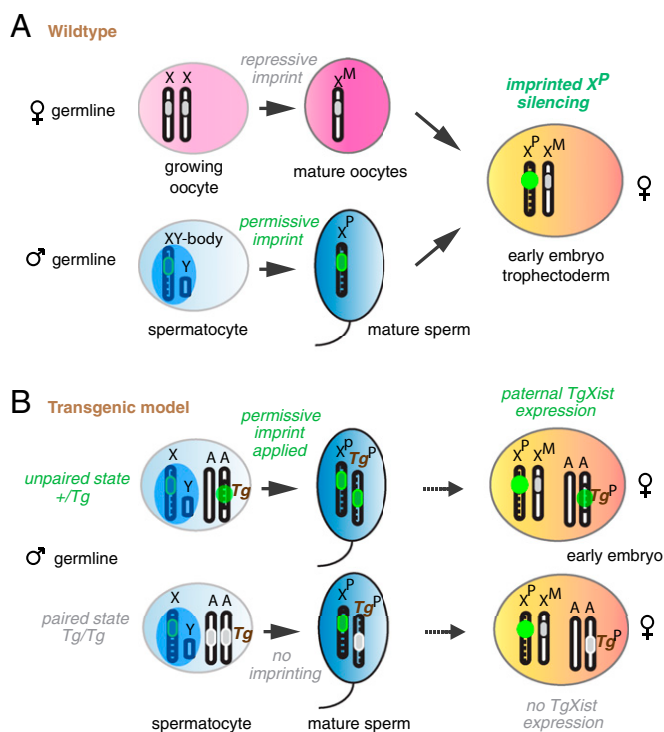 A
Wildtype
♀ germline
X X
growing
oocyte
repressive
imprint
X^M
mature oocytes
imprinted X^P
silencing
X^P X^M
♀
early embryo
trophectoderm
♂ germline
XY-body
Y
spermatocyte
permissive
imprint
X^P
mature sperm
B
Transgenic model
unpaired state
+/Tg
X
Y
A A
Tg
permissive
imprint
applied
X^p Tg^P
paternal TgXist
expression
X^P X^M
A A
Tg^P
♀
early embryo
♂ germline
paired state
Tg/Tg
X
Y
A A
Tg
no
imprinting
X^P Tg^P
X^P X^M
A A
Tg^P
♀
spermatocyte
mature sperm
no TgXist
expression